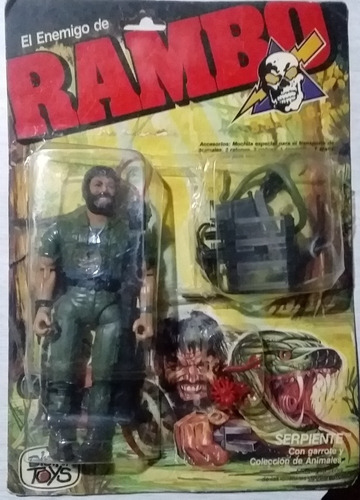 El Enemigo de
RAMBO
Accesorios: Mochila especial para el transporte de
SERPIENTE
Con garrote y
Colección de Animales
TOYS